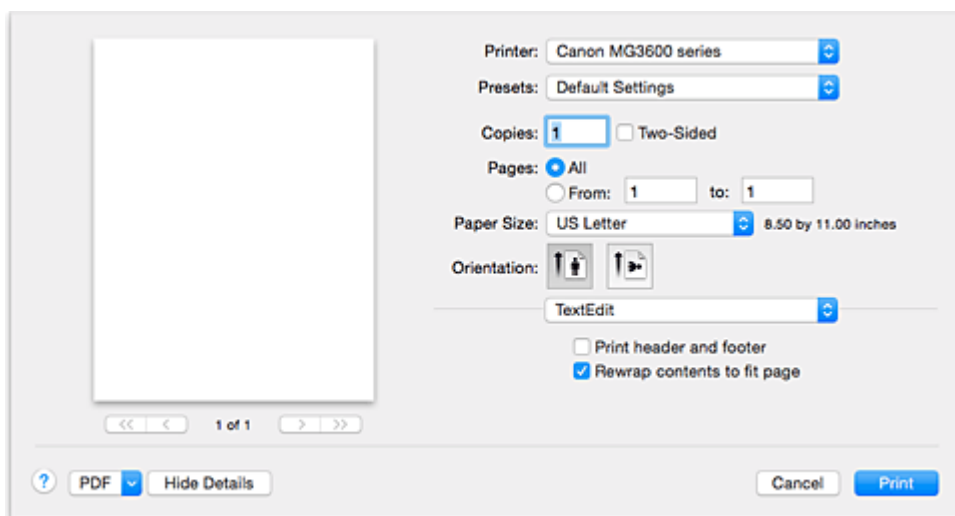 Printer: Canon MG3600 series
Presets: Default Settings
Copies: 1 Two-Sided
Pages: All
From: 1 to: 1
Paper Size: US Letter 8.50 by 11.00 inches
Orientation:
TextEdit
Print header and footer
Rewrap contents to fit page
<< < 1 of 1 > >>
? PDF Hide Details Cancel Print